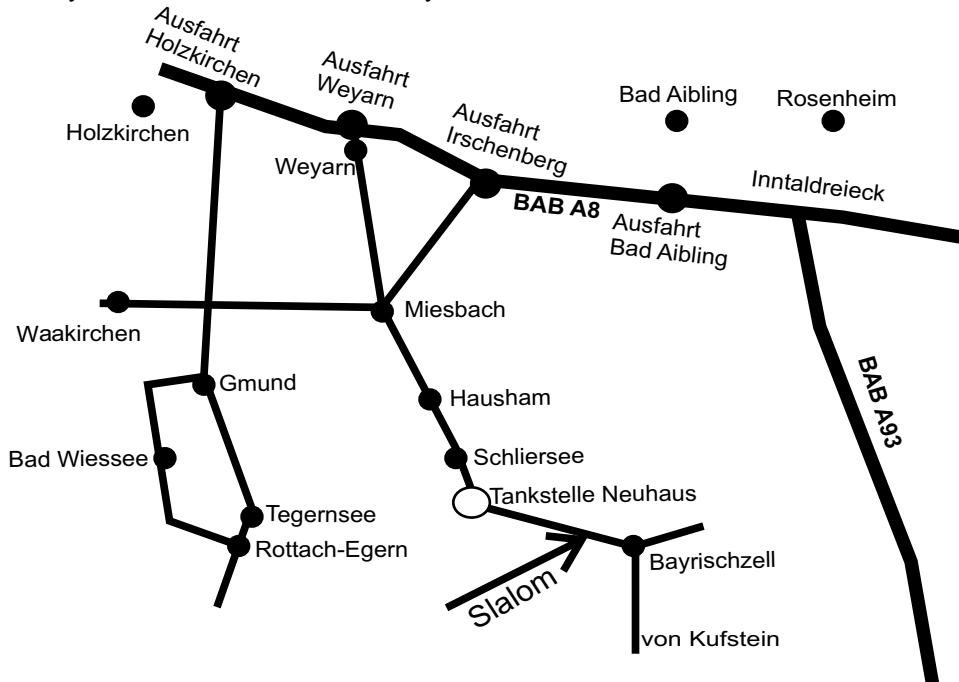 Ausfahrt
Holzkirchen
Ausfahrt
Weyarn
Ausfahrt
Irschenberg
Bad Aibling
Rosenheim
Holzkirchen
Weyarn
Inntaldreieck
BAB A8
Ausfahrt
Bad Aibling
Waakirchen
Miesbach
Gmund
Hausham
BAB A93
Bad Wiessee
Schliersee
Tankstelle Neuhaus
Tegernsee
Rottach-Egern
Bayrischzell
Slalom
von Kufstein